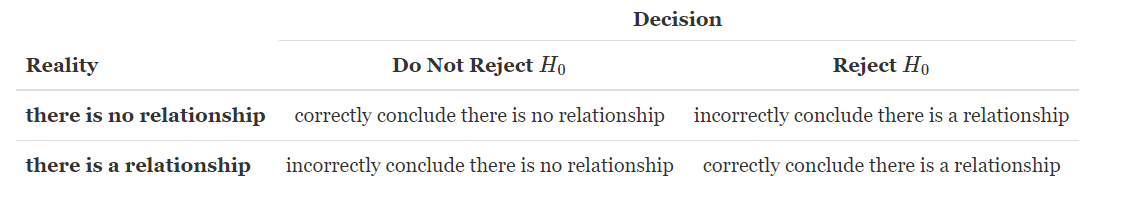 Decision
Reality Do Not Reject H₀ Reject H₀
there is no relationship correctly conclude there is no relationship incorrectly conclude there is a relationship
there is a relationship incorrectly conclude there is no relationship correctly conclude there is a relationship